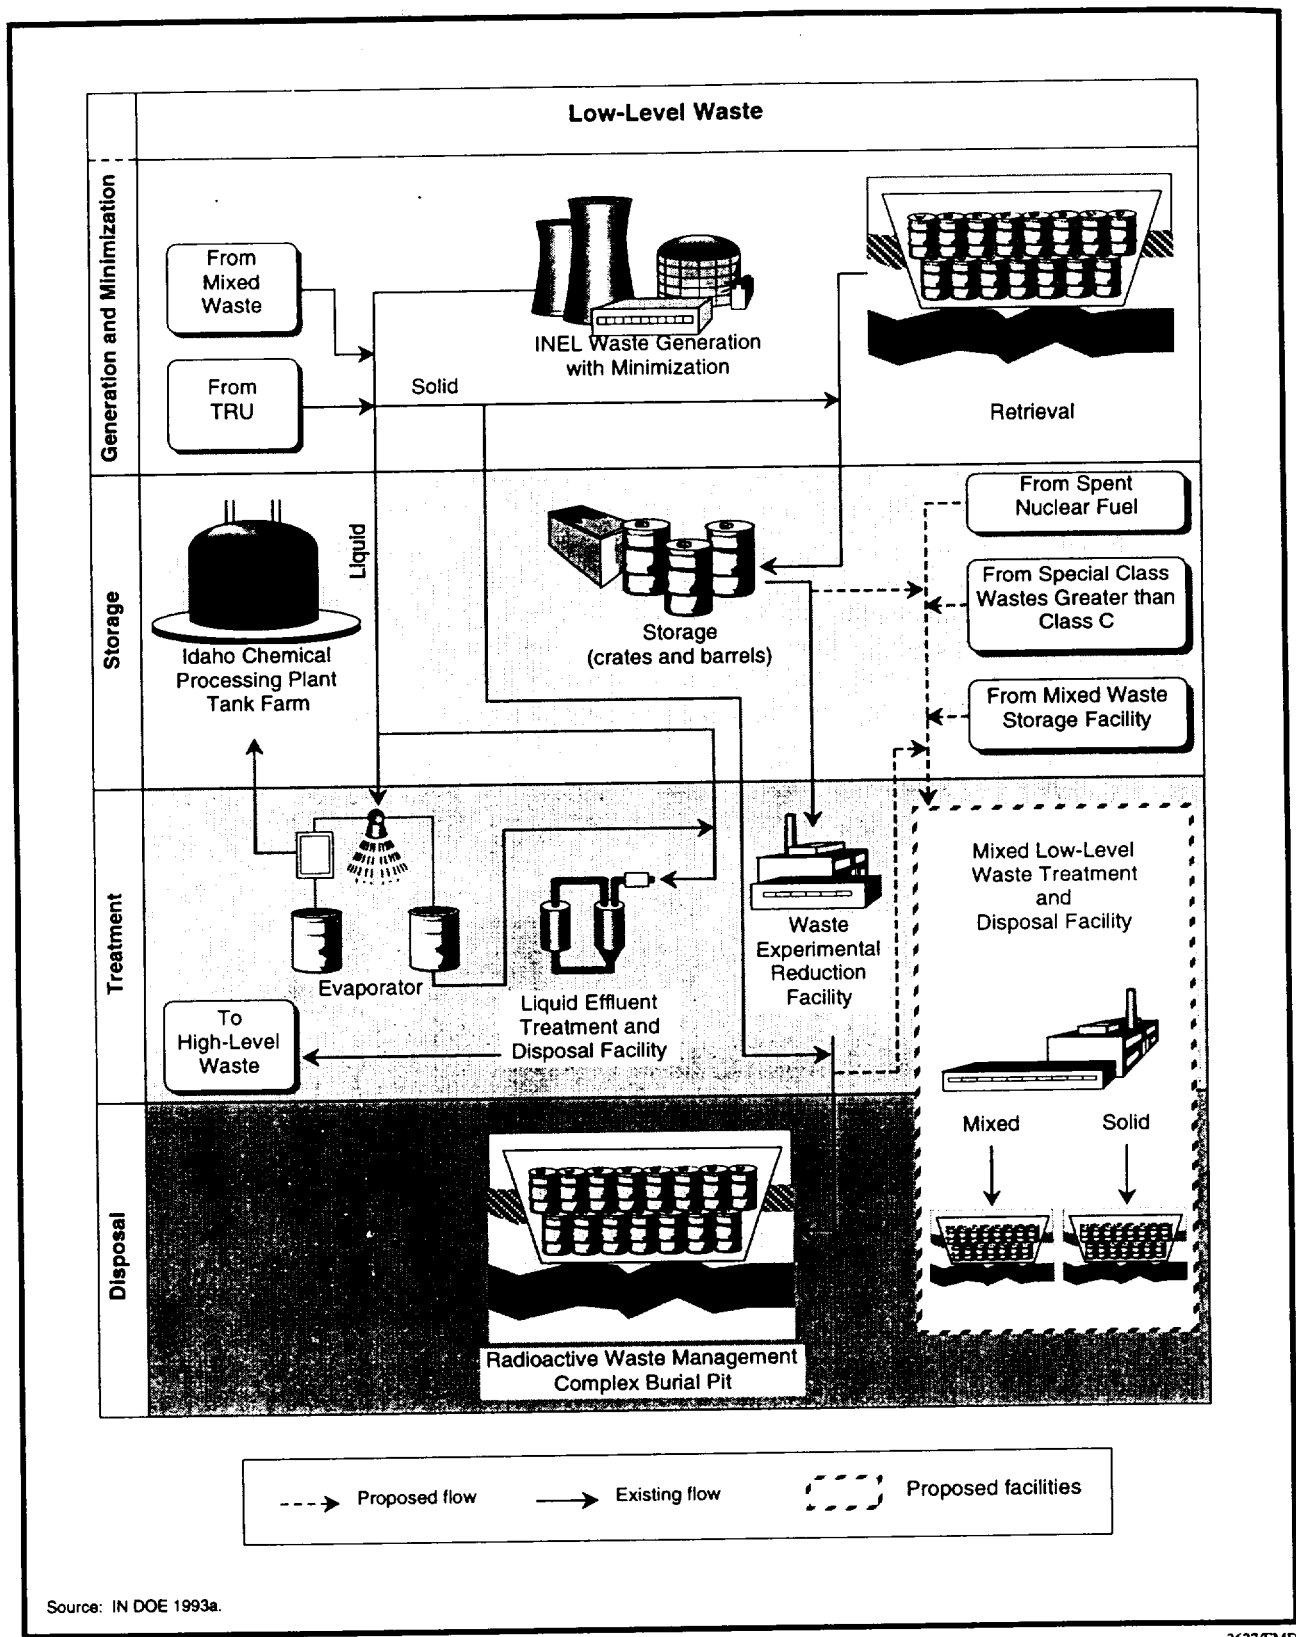 Low-Level Waste
Generation and Minimization
From
Mixed
Waste
From
TRU
Solid
INEL Waste Generation
with Minimization
Retrieval
Storage
Idaho Chemical
Processing Plant
Tank Farm
Liquid
Storage
(crates and barrels)
From Spent
Nuclear Fuel
From Special Class
Wastes Greater than
Class C
From Mixed Waste
Storage Facility
Treatment
Evaporator
To
High-Level
Waste
Liquid Effluent
Treatment and
Disposal Facility
Waste
Experimental
Reduction
Facility
Mixed Low-Level
Waste Treatment
and
Disposal Facility
Mixed
Solid
Disposal
Radioactive Waste Management
Complex Burial Pit
Proposed flow
Existing flow
Proposed facilities
Source: IN DOE 1993a.